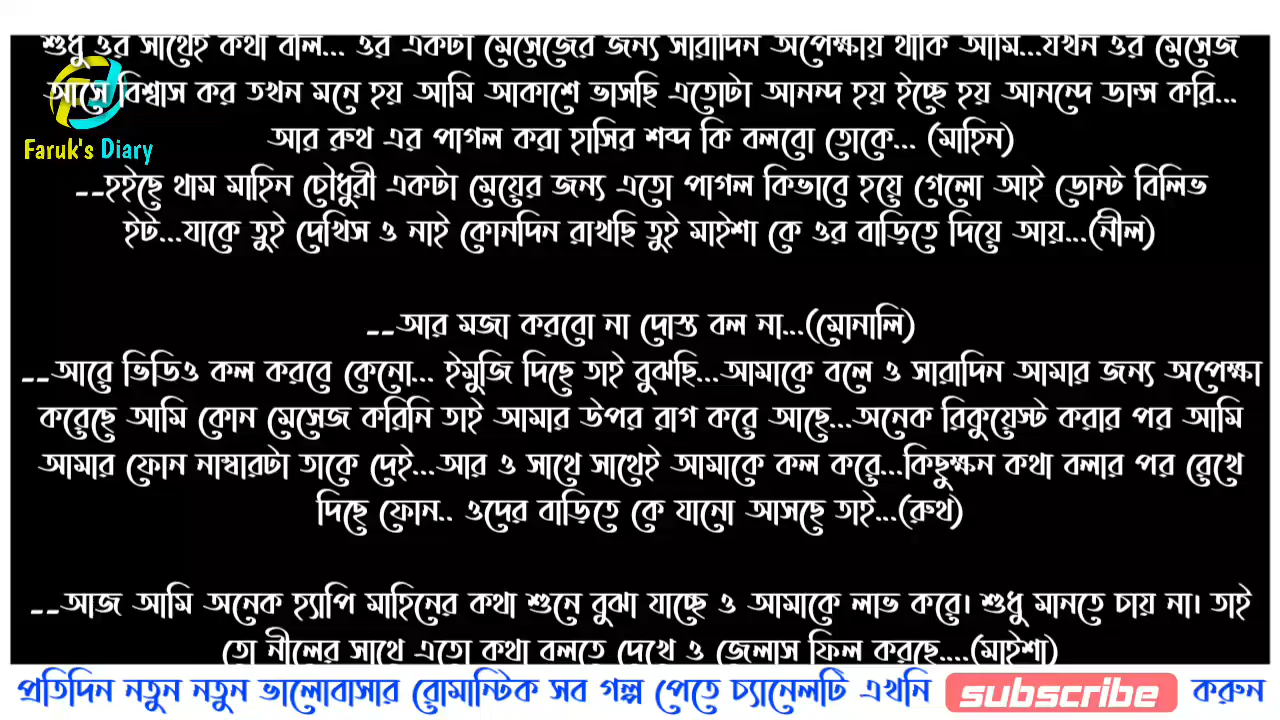 শুধু ওর সাথেই কথা বলি... ওর একটা মেসেজের জন্য সারাদিন অপেক্ষায় থাকি আমি...যখন ওর মেসেজ
আসে বিশ্বাস কর তখন মনে হয় আমি আকাশে ভাসছি এতোটা আনন্দ হয় ইচ্ছে হয় আনন্দে ডান্স করি...
আর রুথ এর পাগল করা হাসির শব্দ কি বলবো তোকে... (মাহিন)
Faruk's Diary
--হইছে থাম মাহিন চৌধুরী একটা মেয়ের জন্য এতো পাগল কিভাবে হয়ে গেলো আই ডোন্ট বিলিভ
ইট...যাকে তুই দেখিস ও নাই কোনদিন রাখছি তুই মাইশা কে ওর বাড়িতে দিয়ে আয়...(নীল)
--আর মজা করবো না দোস্ত বল না...(মোনালি)
--আরে ভিডিও কল করবে কেনো... ইমুজি দিছে তাই বুঝছি...আমাকে বলে ও সারাদিন আমার জন্য অপেক্ষা
করেছে আমি কোন মেসেজ করিনি তাই আমার উপর রাগ করে আছে...অনেক রিকুয়েস্ট করার পর আমি
আমার ফোন নাম্বারটা তাকে দেই...আর ও সাথে সাথেই আমাকে কল করে...কিছুক্ষন কথা বলার পর রেখে
দিছে ফোন.. ওদের বাড়িতে কে যানো আসছে তাই...(রুথ)
--আজ আমি অনেক হ্যাপি মাহিনের কথা শুনে বুঝা যাচ্ছে ও আমাকে লাভ করে। শুধু মানতে চায় না। তাই
তো নীলের সাথে এতো কথা বলতে দেখে ও জেলাস ফিল করছে....(মাইশা)
প্রতিদিন নতুন নতুন ভালোবাসার রোমান্টিক সব গল্প পেতে চ্যানেলটি এখনি subscribe করুন